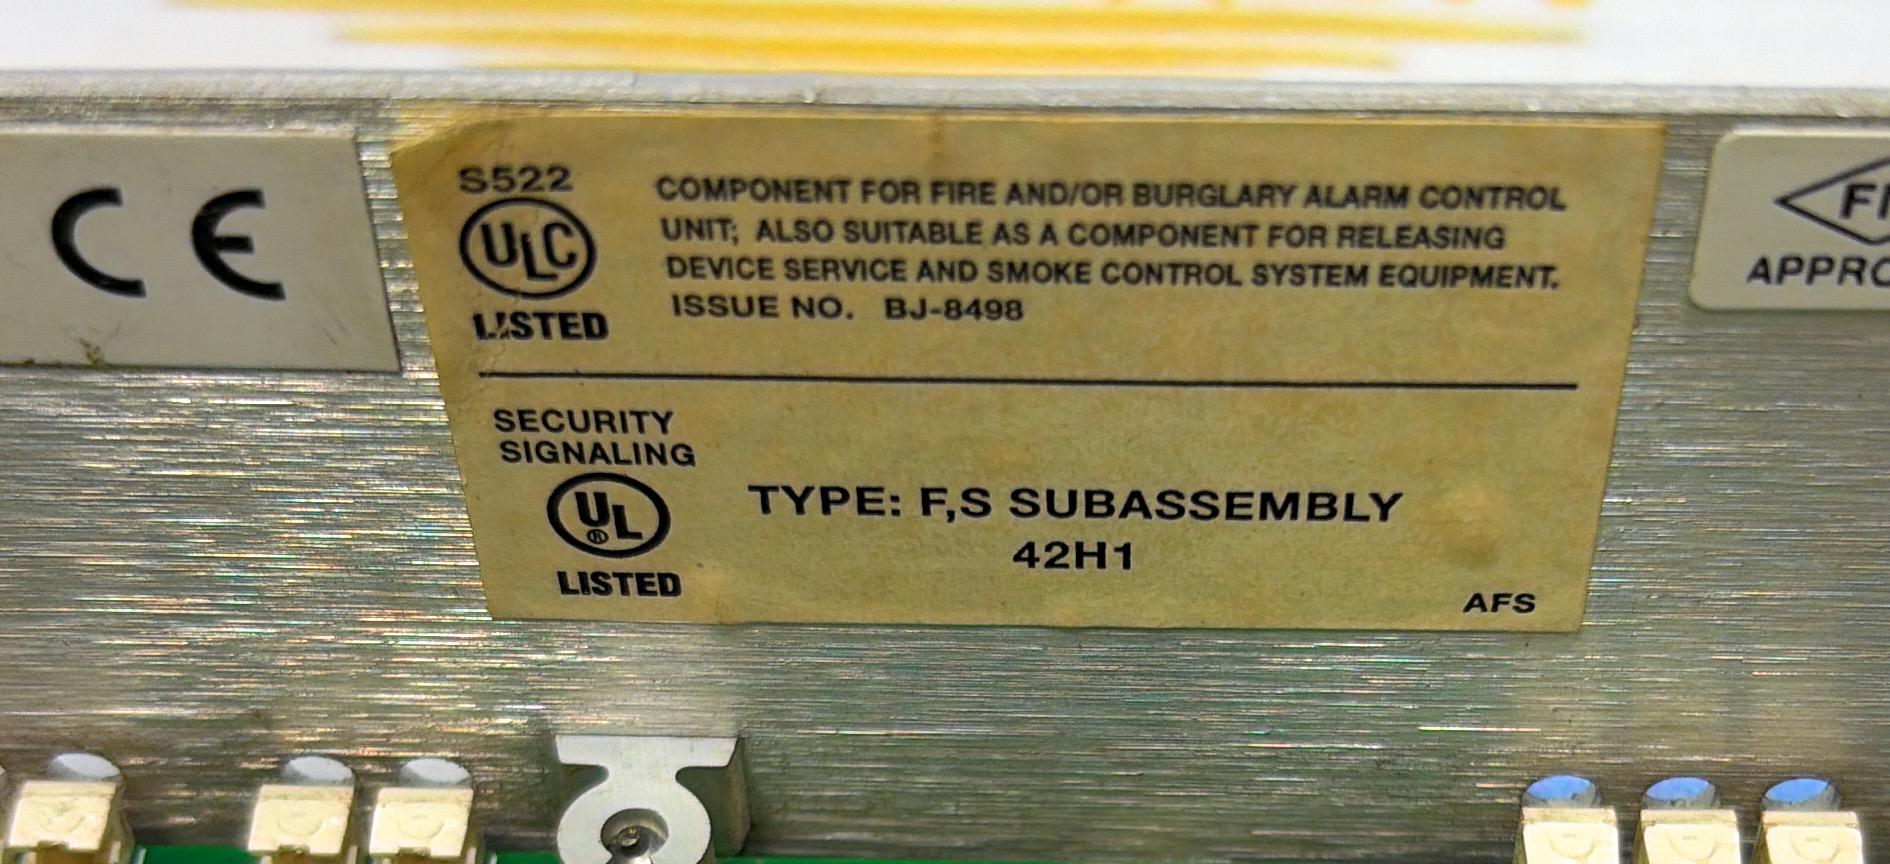 CE
S522
ULC
LISTED
COMPONENT FOR FIRE AND/OR BURGLARY ALARM CONTROL
UNIT; ALSO SUITABLE AS A COMPONENT FOR RELEASING
DEVICE SERVICE AND SMOKE CONTROL SYSTEM EQUIPMENT.
ISSUE NO. BJ-8498
SECURITY
SIGNALING
UL
®
LISTED
TYPE: F,S SUBASSEMBLY
42H1
AFS